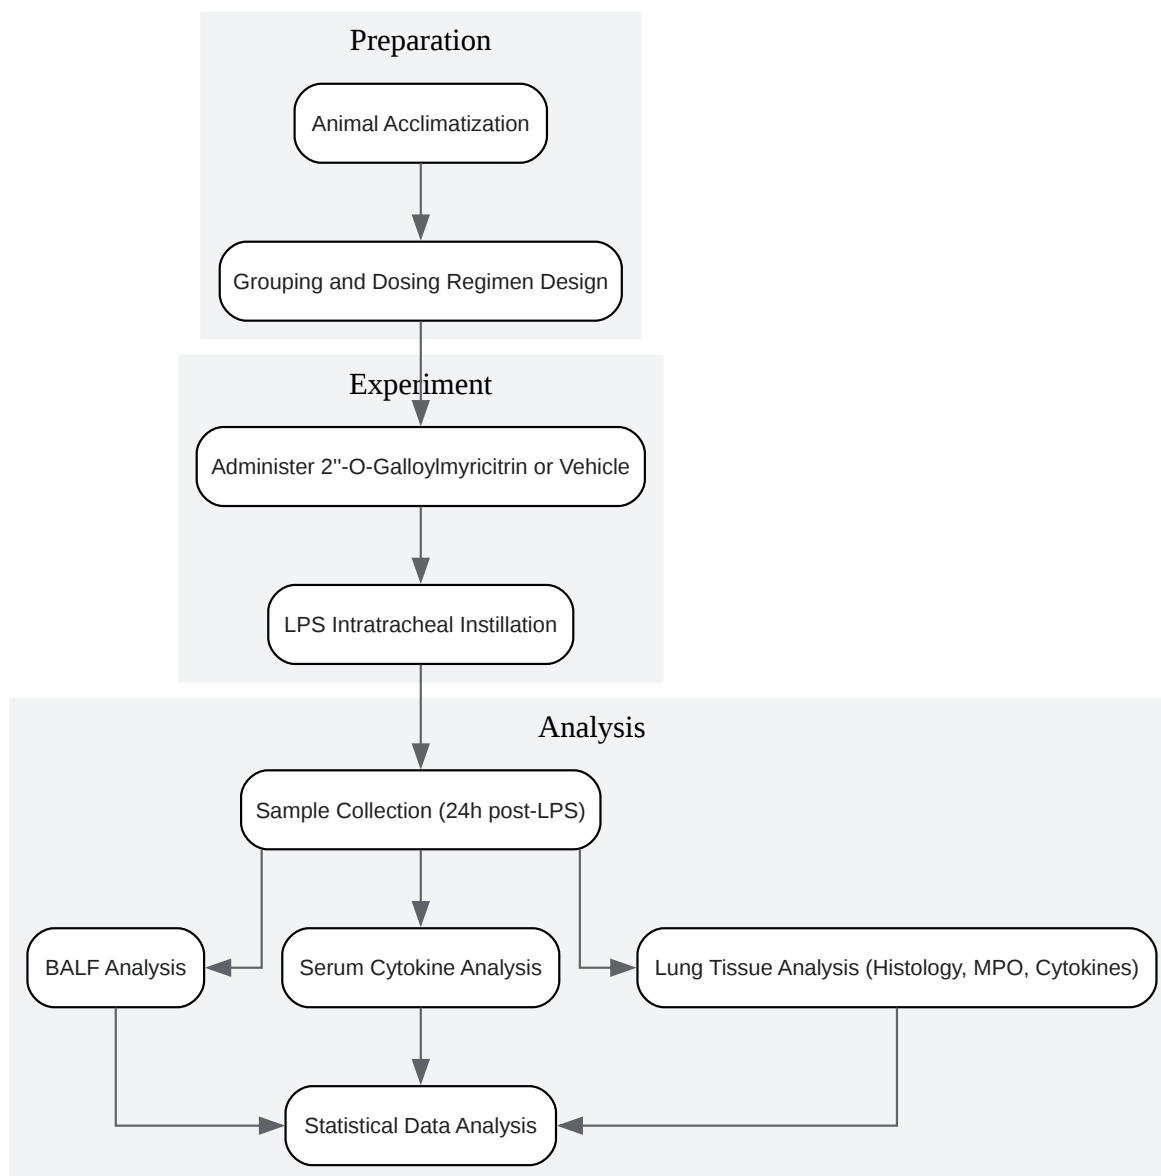 Preparation
Animal Acclimatization
Grouping and Dosing Regimen Design
Experiment
Administer 2''-O-Galloylmyricitrin or Vehicle
LPS Intratracheal Instillation
Analysis
Sample Collection (24h post-LPS)
BALF Analysis
Serum Cytokine Analysis
Lung Tissue Analysis (Histology, MPO, Cytokines)
Statistical Data Analysis